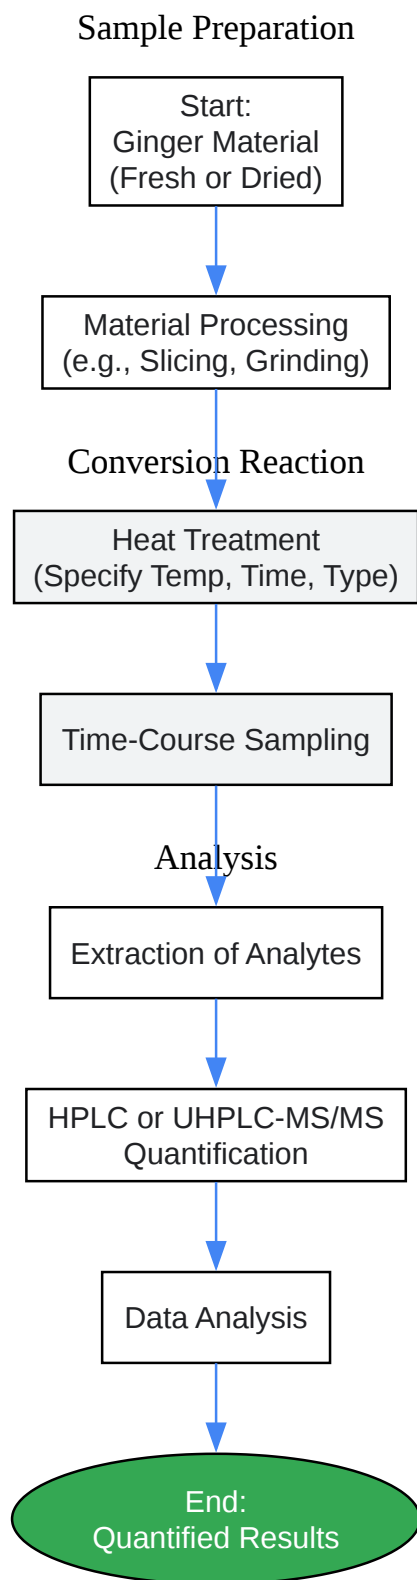 Sample Preparation
Start:
Ginger Material
(Fresh or Dried)
Material Processing
(e.g., Slicing, Grinding)
Conversion Reaction
Heat Treatment
(Specify Temp, Time, Type)
Time-Course Sampling
Analysis
Extraction of Analytes
HPLC or UHPLC-MS/MS
Quantification
Data Analysis
End:
Quantified Results